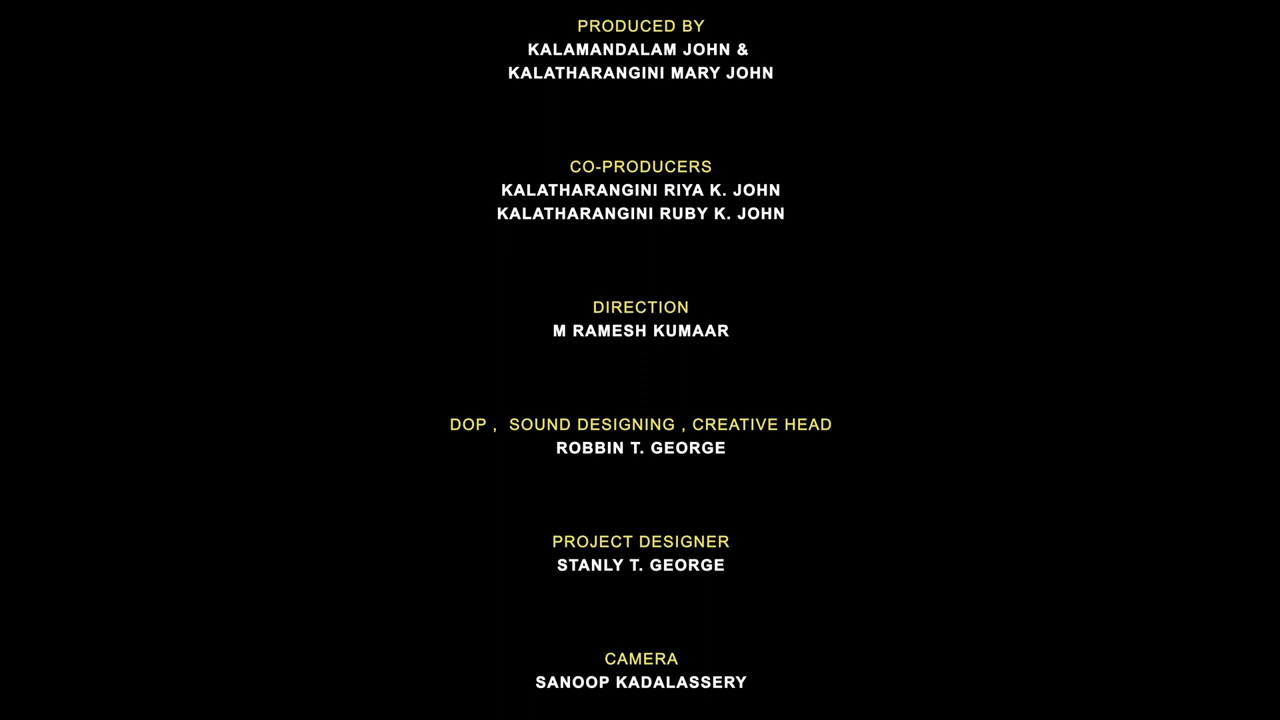 PRODUCED BY
KALAMANDALAM JOHN &
KALATHARANGINI MARY JOHN
CO-PRODUCERS
KALATHARANGINI RIYA K. JOHN
KALATHARANGINI RUBY K. JOHN
DIRECTION
M RAMESH KUMAAR
DOP ,  SOUND DESIGNING , CREATIVE HEAD
ROBBIN T. GEORGE
PROJECT DESIGNER
STANLY T. GEORGE
CAMERA
SANOOP KADALASSERY